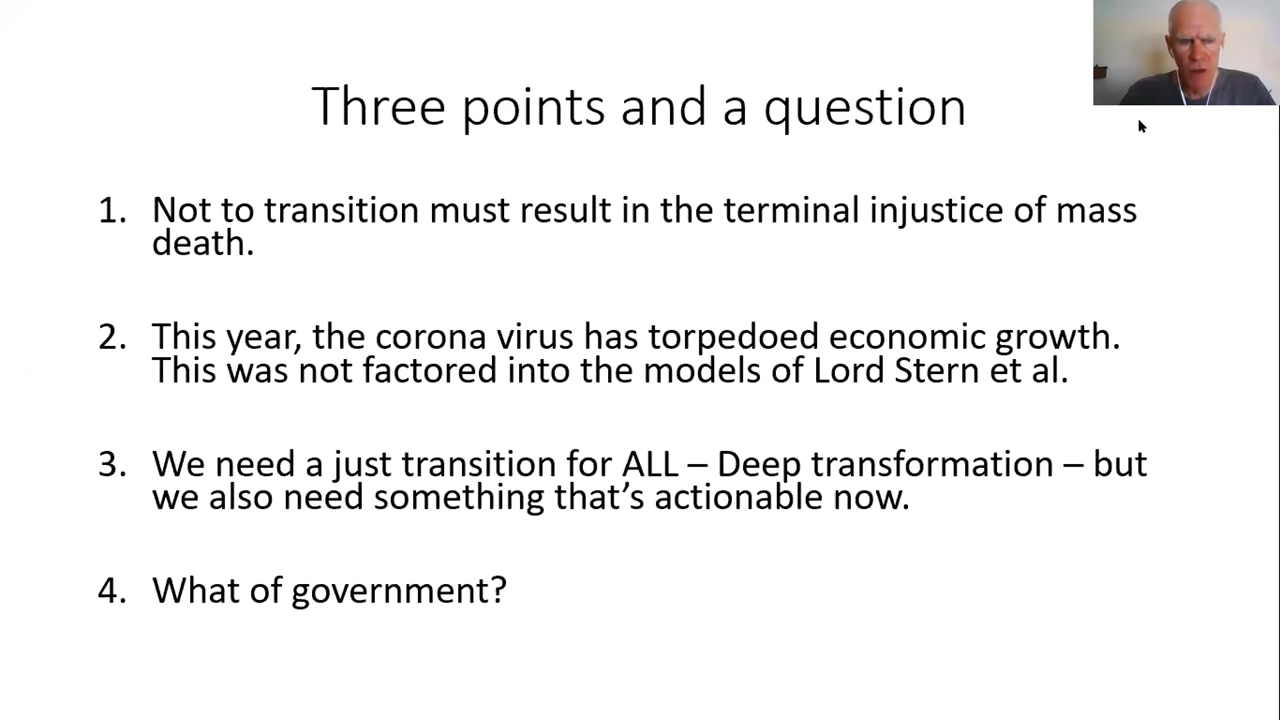 Three points and a question
1. Not to transition must result in the terminal injustice of mass
death.
2. This year, the corona virus has torpedoed economic growth.
This was not factored into the models of Lord Stern et al.
3. We need a just transition for ALL – Deep transformation – but
we also need something that’s actionable now.
4. What of government?